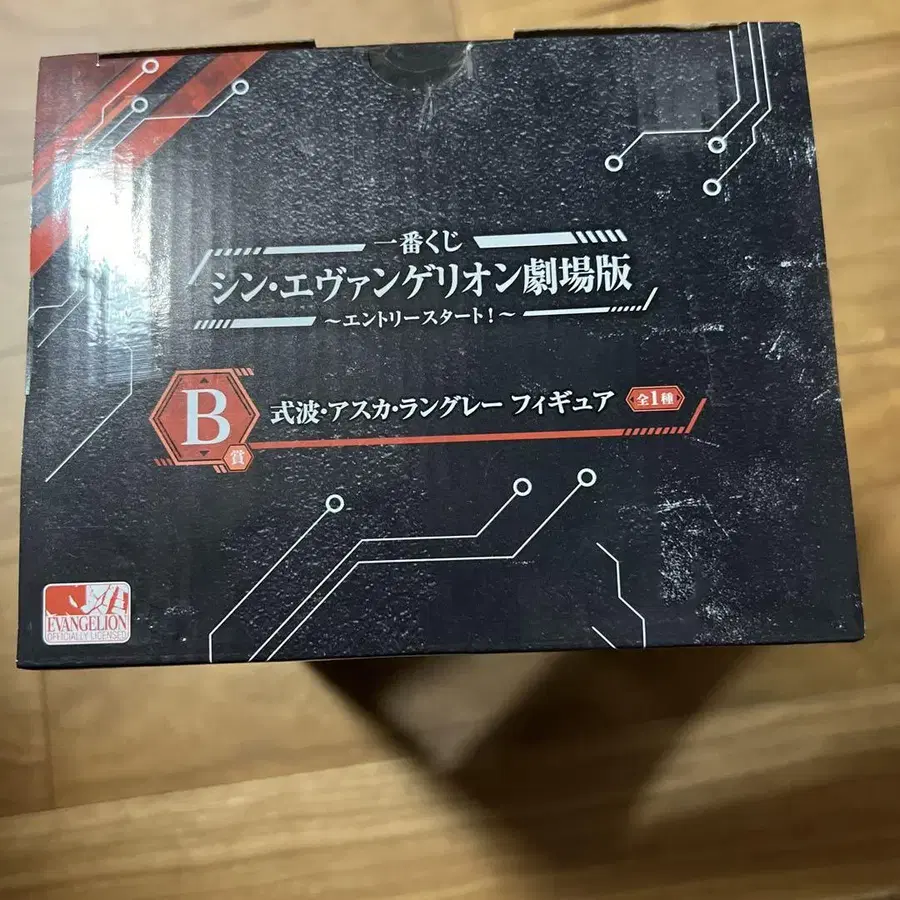 一番くじ
シン・エヴァンゲリオン劇場版
～エントリースタート！～
B賞
式波・アスカ・ラングレー フィギュア 全1種
EVANGELION
OFFICIALLY LICENSED